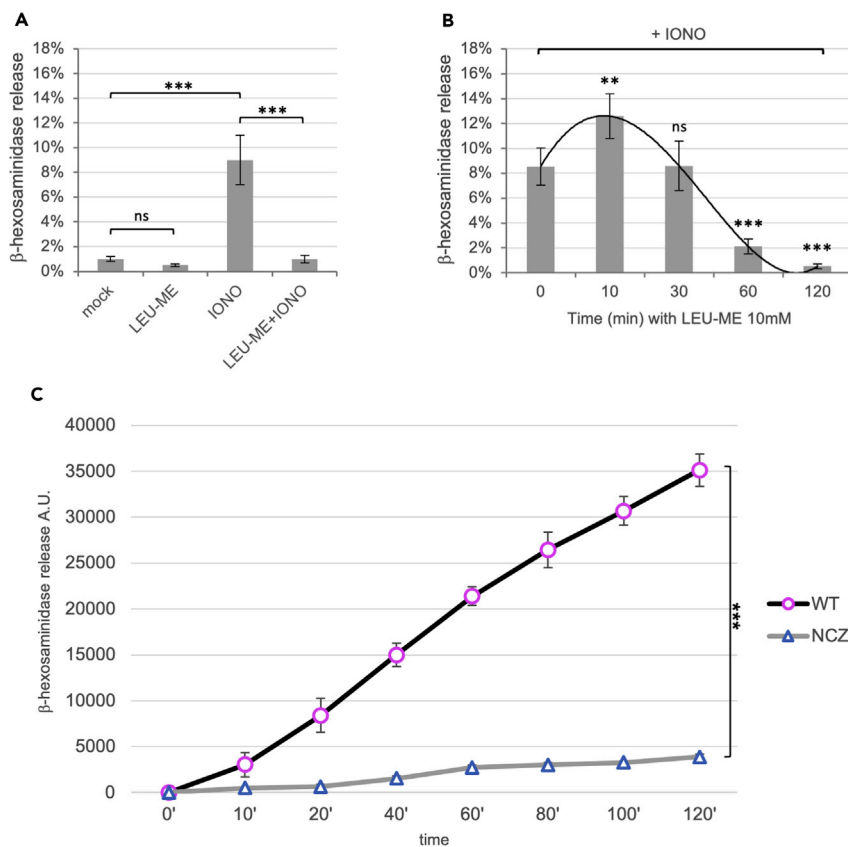 A
β-hexosaminidase release
18%
16%
14%
12%
10%
8%
6%
4%
2%
0%
***
***
ns
mock
LEU-ME
IONO
LEU-ME+IONO
B
β-hexosaminidase release
18%
16%
14%
12%
10%
8%
6%
4%
2%
0%
+ IONO
**
ns
***
***
0 10 30 60 120
Time (min) with LEU-ME 10mM
C
β-hexosaminidase release A.U.
40000
35000
30000
25000
20000
15000
10000
5000
0
0' 10' 20' 40' 60' 80' 100' 120'
time
***
WT
NCZ